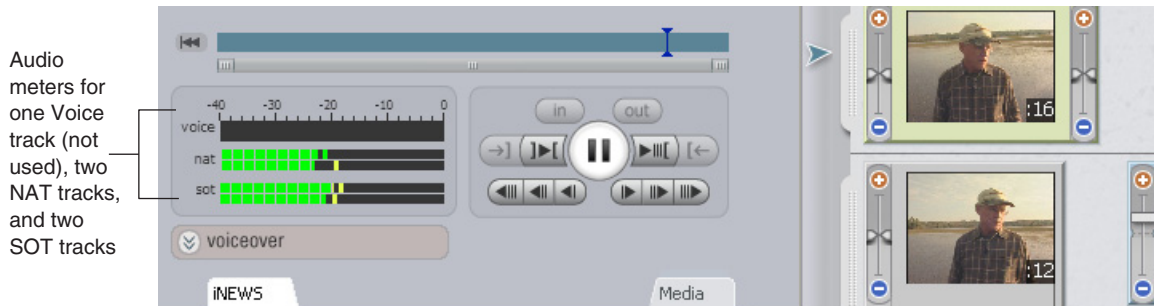 Audio
meters for
one Voice
track (not
used), two
NAT tracks,
and two
SOT tracks
-40 -30 -20 -10 0
voice
nat
sot
in out
voiceover
iNEWS Media
:16
:12